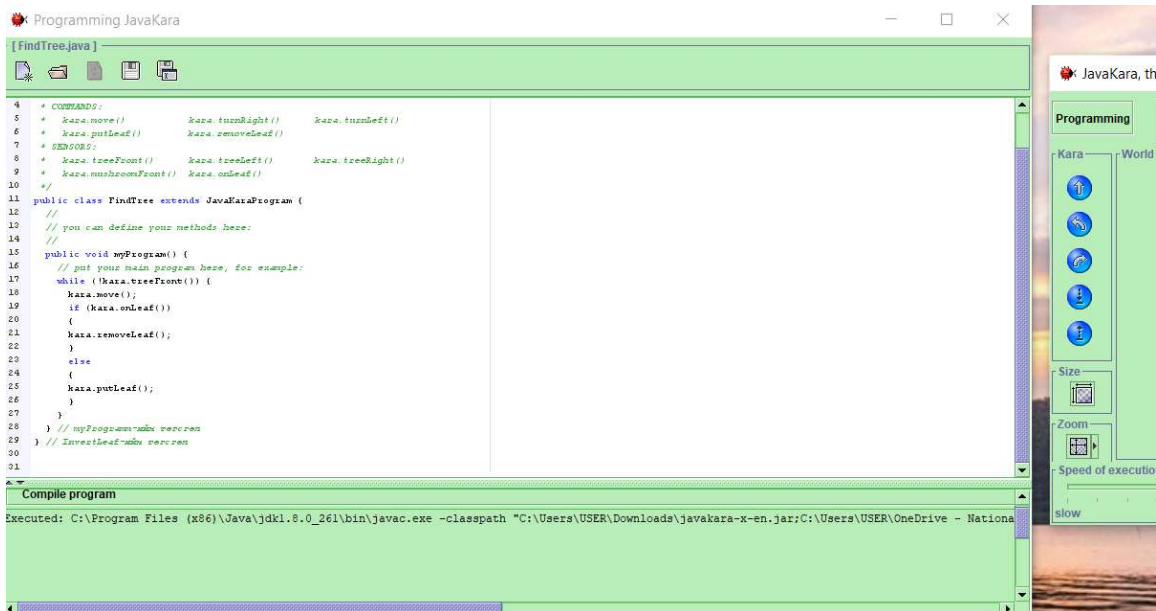 Programming JavaKara
[ FindTree.java ]
4 * COMMANDS:
5 * kara.move() kara.turnRight() kara.turnLeft()
6 * kara.putLeaf() kara.removeLeaf()
7 * SENSORS:
8 * kara.treeFront() kara.treeLeft() kara.treeRight()
9 * kara.mushroomFront() kara.onLeaf()
10 */
11 public class FindTree extends JavaKaraProgram {
12 //
13 // you can define your methods here:
14 //
15 public void myProgram() {
16 // put your main program here, for example:
17 while (!kara.treeFront()) {
18 kara.move();
19 if (kara.onLeaf())
20 {
21 kara.removeLeaf();
22 }
23 else
24 {
25 kara.putLeaf();
26 }
27 }
28 } // myProgramm-ийн төгсгөл
29 } // InvertLeaf-ийн төгсгөл
30
31
Compile program
Executed: C:\Program Files (x86)\Java\jdk1.8.0_261\bin\javac.exe -classpath "C:\Users\USER\Downloads\javakara-x-en.jar;C:\Users\USER\OneDrive - Nationa
JavaKara, th
Programming
Kara World
Size
Zoom
Speed of executio
slow